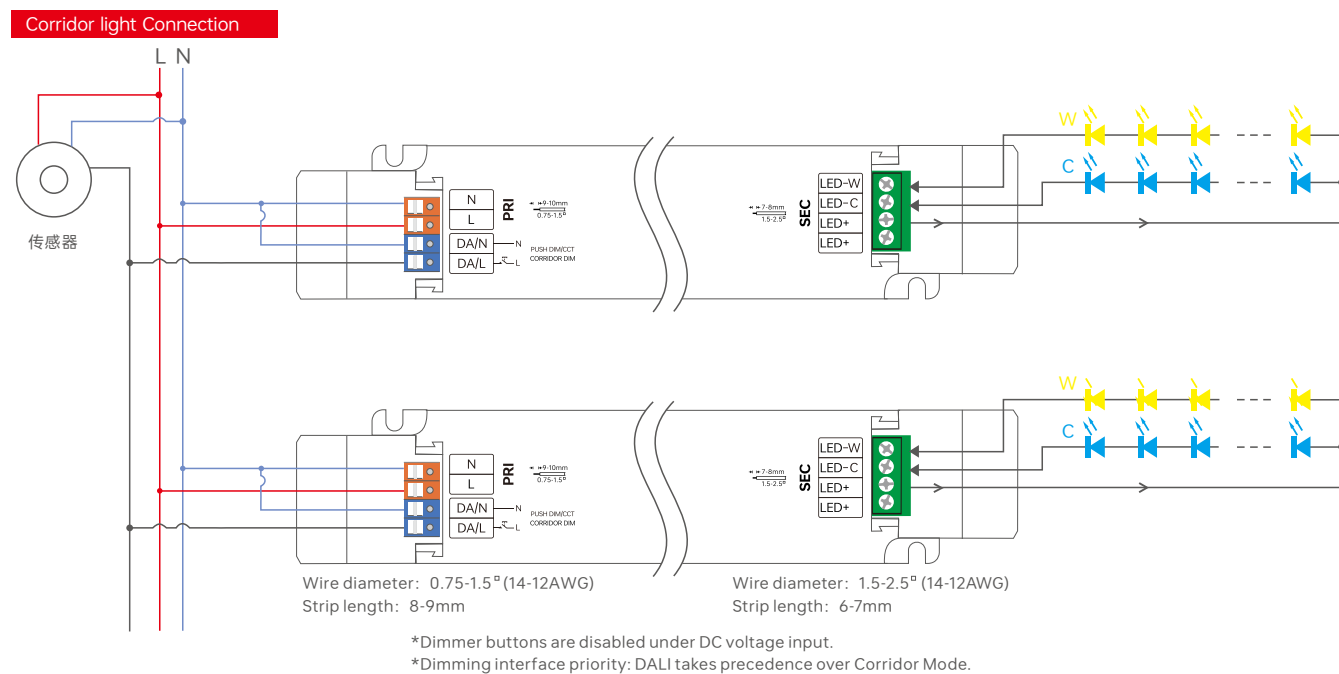 Corridor light Connection
L N
传感器
N
L
DA/N
DA/L
PRI
9-10mm
0.75-1.5□
N
L
PUSH DIM/CCT
CORRIDOR DIM
7-8mm
1.5-2.5□
SEC
LED-W
LED-C
LED+
LED+
W
C
N
L
DA/N
DA/L
PRI
9-10mm
0.75-1.5□
N
L
PUSH DIM/CCT
CORRIDOR DIM
7-8mm
1.5-2.5□
SEC
LED-W
LED-C
LED+
LED+
W
C
Wire diameter: 0.75-1.5□(14-12AWG)
Strip length: 8-9mm
Wire diameter: 1.5-2.5□(14-12AWG)
Strip length: 6-7mm
*Dimmer buttons are disabled under DC voltage input.
*Dimming interface priority: DALI takes precedence over Corridor Mode.